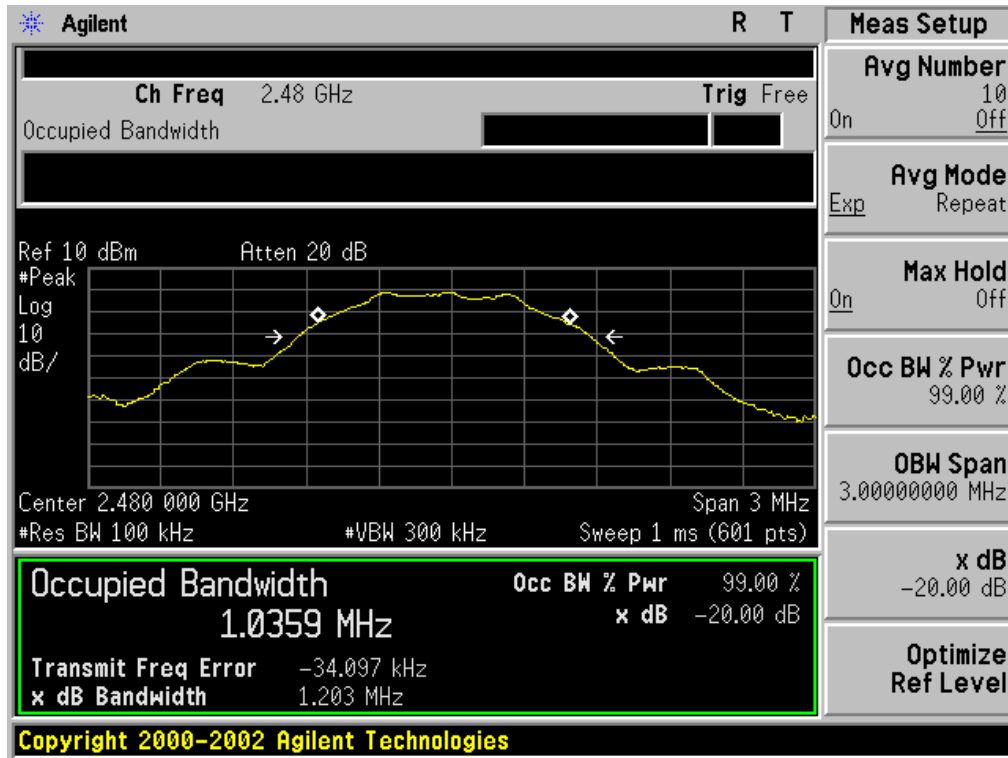 Agilent R T
Ch Freq 2.48 GHz Trig Free
Occupied Bandwidth
Ref 10 dBm Atten 20 dB
#Peak
Log
10
dB/
Center 2.480 000 GHz Span 3 MHz
#Res BW 100 kHz #VBW 300 kHz Sweep 1 ms (601 pts)
Occupied Bandwidth Occ BW % Pwr 99.00 %
1.0359 MHz x dB -20.00 dB
Transmit Freq Error -34.097 kHz
x dB Bandwidth 1.203 MHz
Copyright 2000-2002 Agilent Technologies
Meas Setup
Avg Number
10
On Off
Avg Mode
Exp Repeat
Max Hold
On Off
Occ BW % Pwr
99.00 %
OBW Span
3.00000000 MHz
x dB
-20.00 dB
Optimize
Ref Level